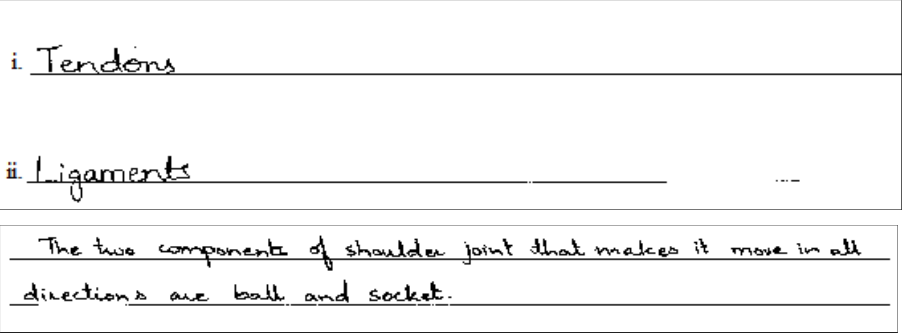 i. Tendons
ii. Ligaments
The two components of shoulder joint that makes it move in all
directions are ball and socket.